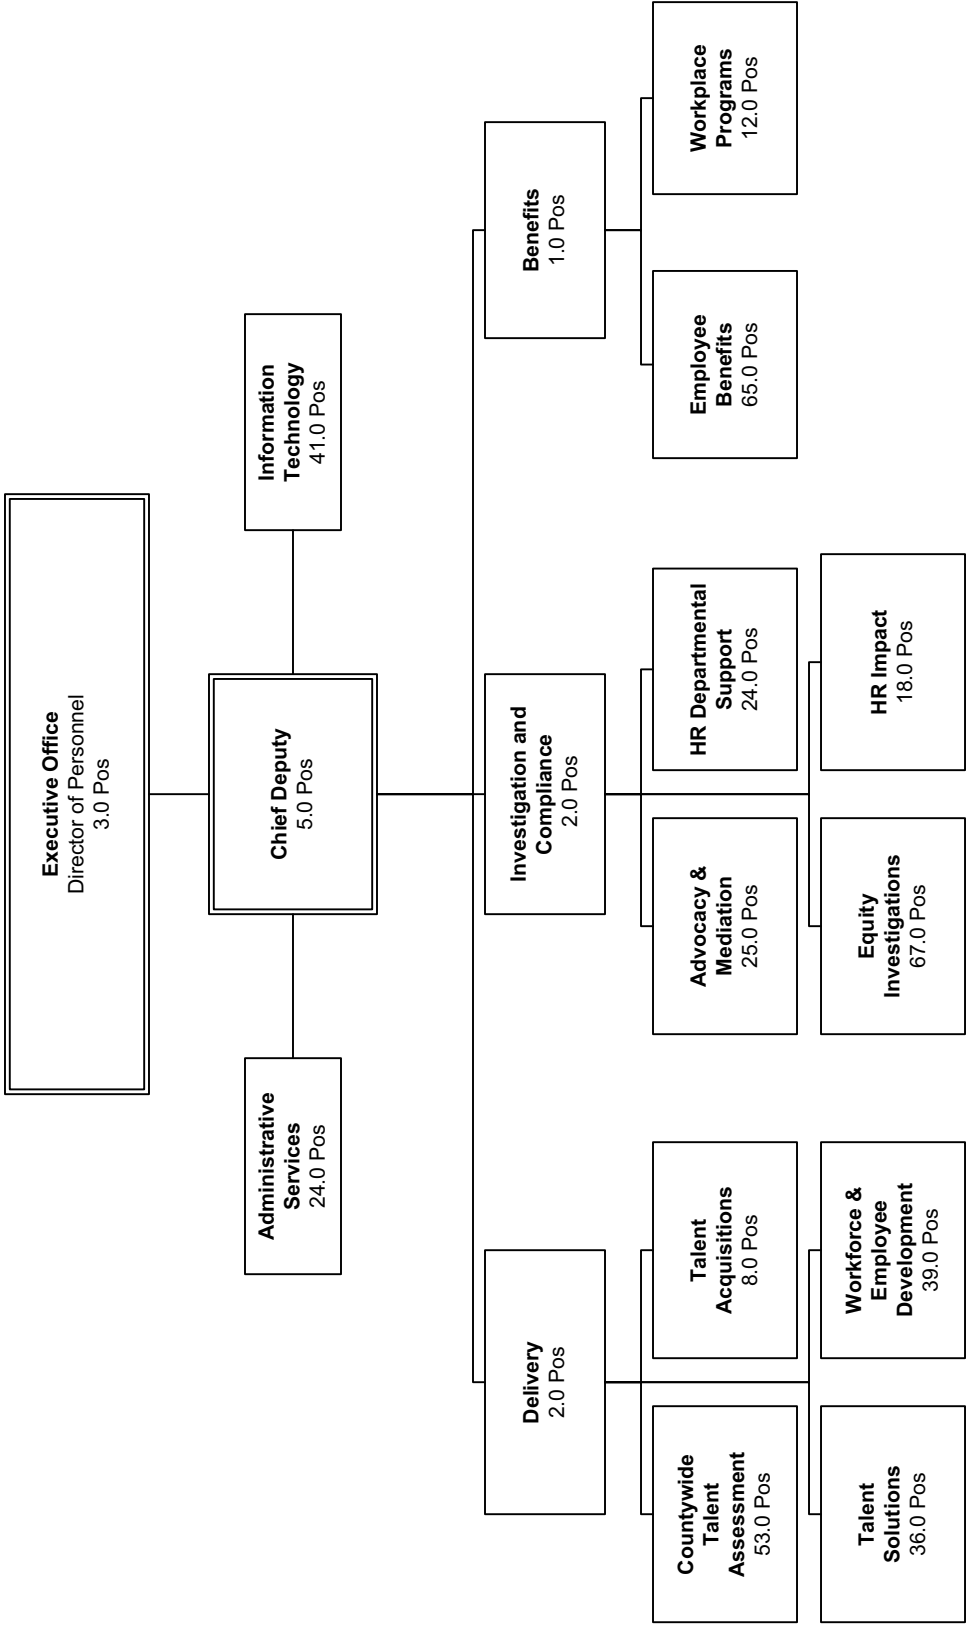 Executive Office
Director of Personnel
3.0 Pos
Administrative
Services
24.0 Pos
Chief Deputy
5.0 Pos
Information
Technology
41.0 Pos
Delivery
2.0 Pos
Investigation and
Compliance
2.0 Pos
Benefits
1.0 Pos
Countywide
Talent
Assessment
53.0 Pos
Talent
Acquisitions
8.0 Pos
Advocacy &
Mediation
25.0 Pos
HR Departmental
Support
24.0 Pos
Employee
Benefits
65.0 Pos
Workplace
Programs
12.0 Pos
Talent
Solutions
36.0 Pos
Workforce &
Employee
Development
39.0 Pos
Equity
Investigations
67.0 Pos
HR Impact
18.0 Pos